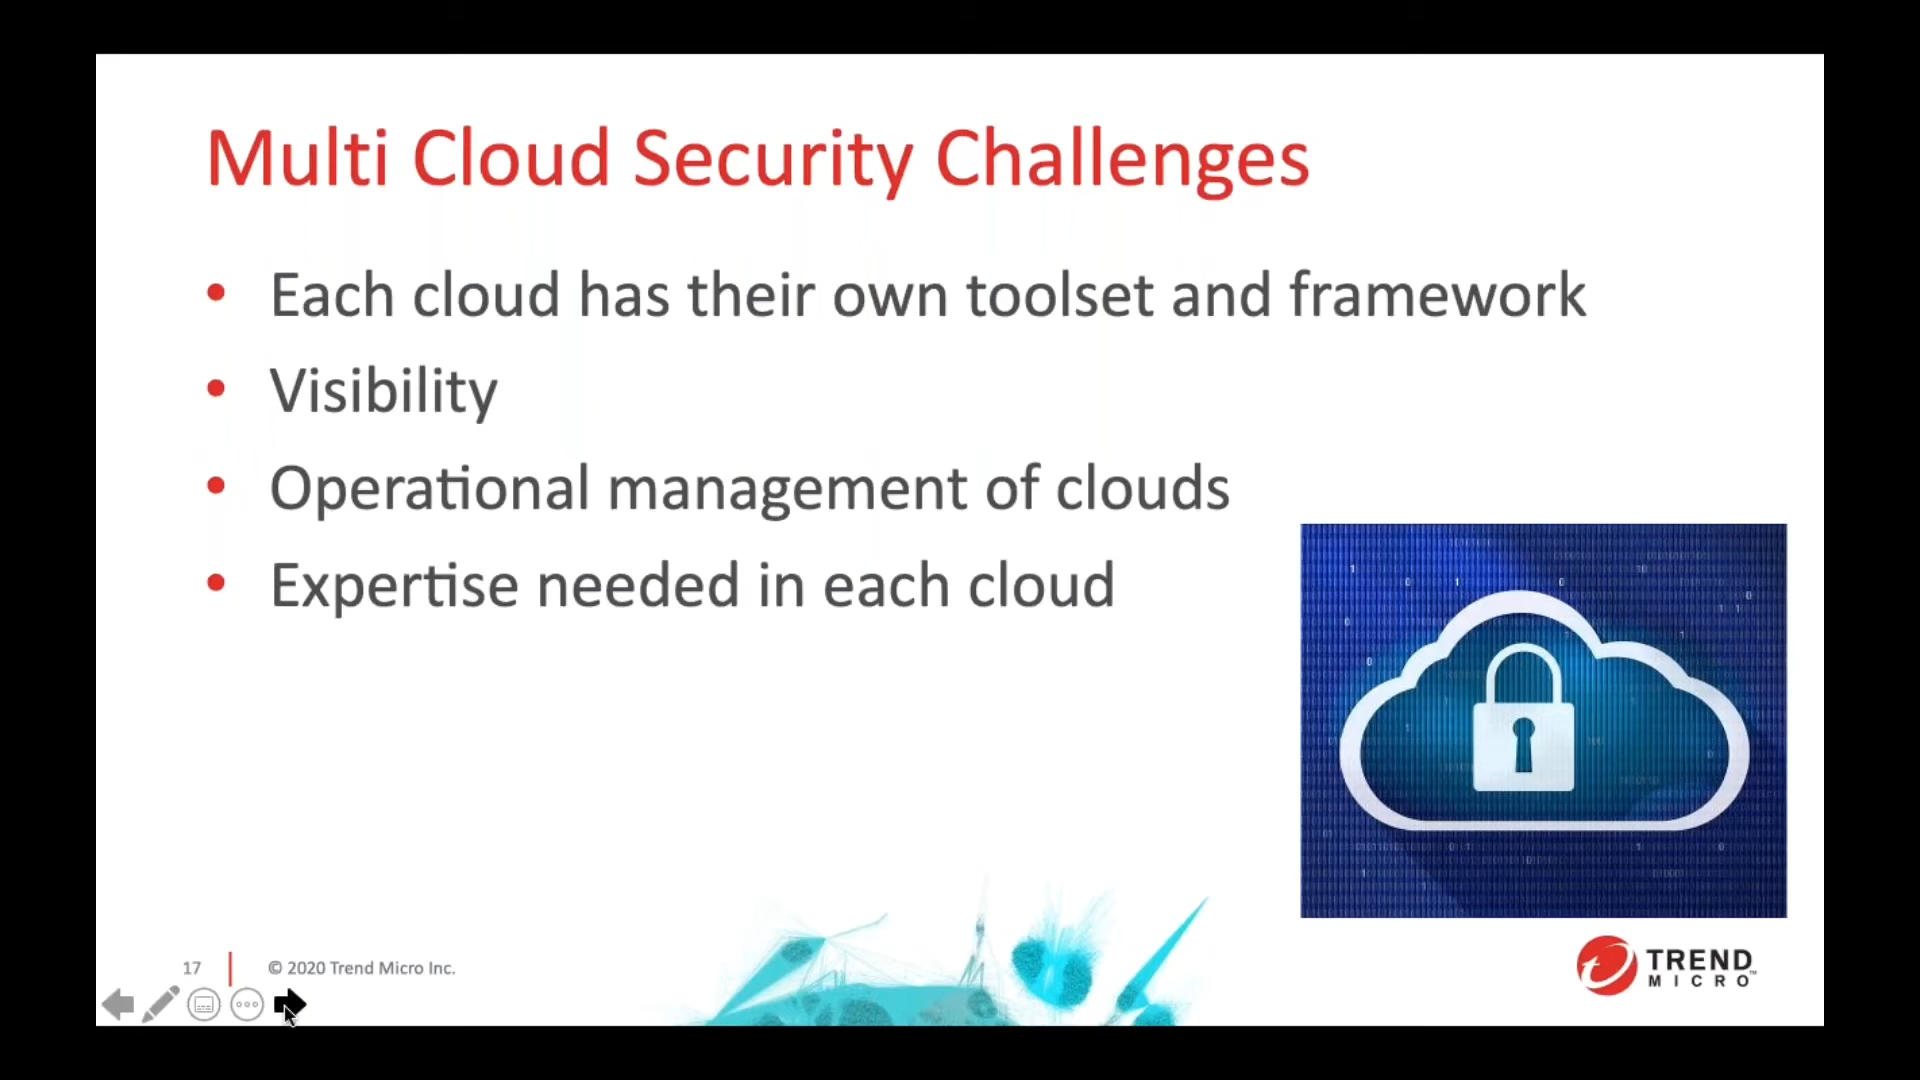 Multi Cloud Security Challenges
• Each cloud has their own toolset and framework
• Visibility
• Operational management of clouds
• Expertise needed in each cloud
17
© 2020 Trend Micro Inc.
TREND
MICRO™